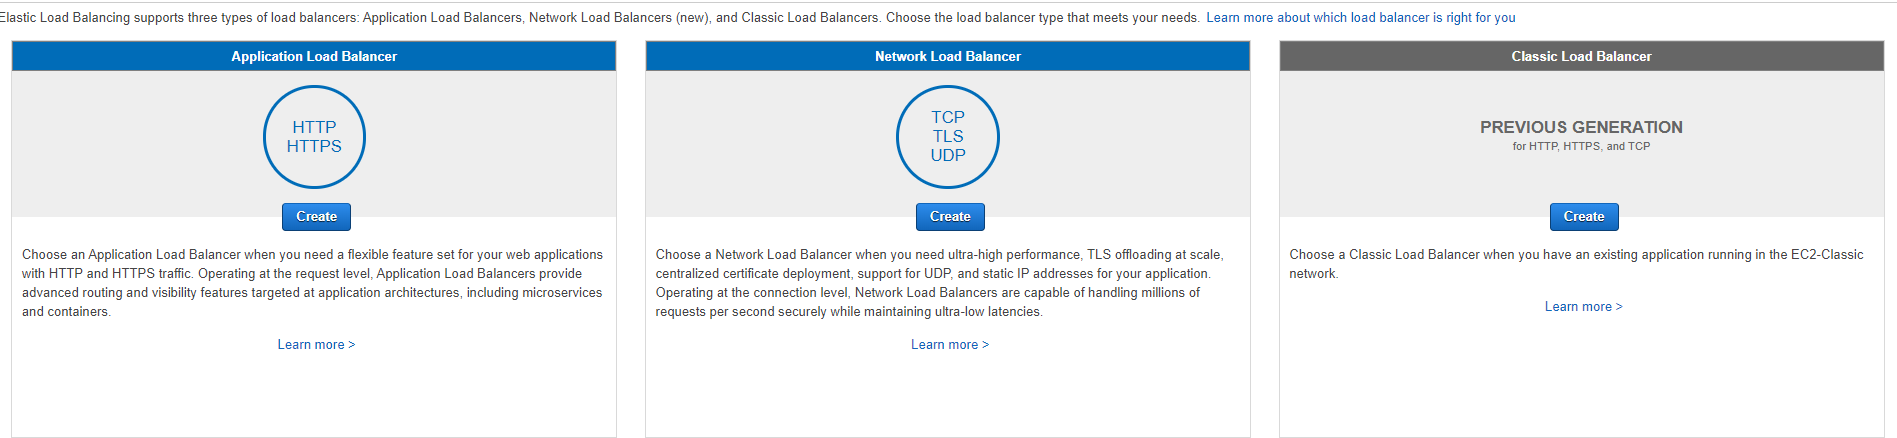 Elastic Load Balancing supports three types of load balancers: Application Load Balancers, Network Load Balancers (new), and Classic Load Balancers. Choose the load balancer type that meets your needs. Learn more about which load balancer is right for you
Application Load Balancer
HTTP
HTTPS
Create
Choose an Application Load Balancer when you need a flexible feature set for your web applications
with HTTP and HTTPS traffic. Operating at the request level, Application Load Balancers provide
advanced routing and visibility features targeted at application architectures, including microservices
and containers.
Learn more >
Network Load Balancer
TCP
TLS
UDP
Create
Choose a Network Load Balancer when you need ultra-high performance, TLS offloading at scale,
centralized certificate deployment, support for UDP, and static IP addresses for your application.
Operating at the connection level, Network Load Balancers are capable of handling millions of
requests per second securely while maintaining ultra-low latencies.
Learn more >
Classic Load Balancer
PREVIOUS GENERATION
for HTTP, HTTPS, and TCP
Create
Choose a Classic Load Balancer when you have an existing application running in the EC2-Classic
network.
Learn more >